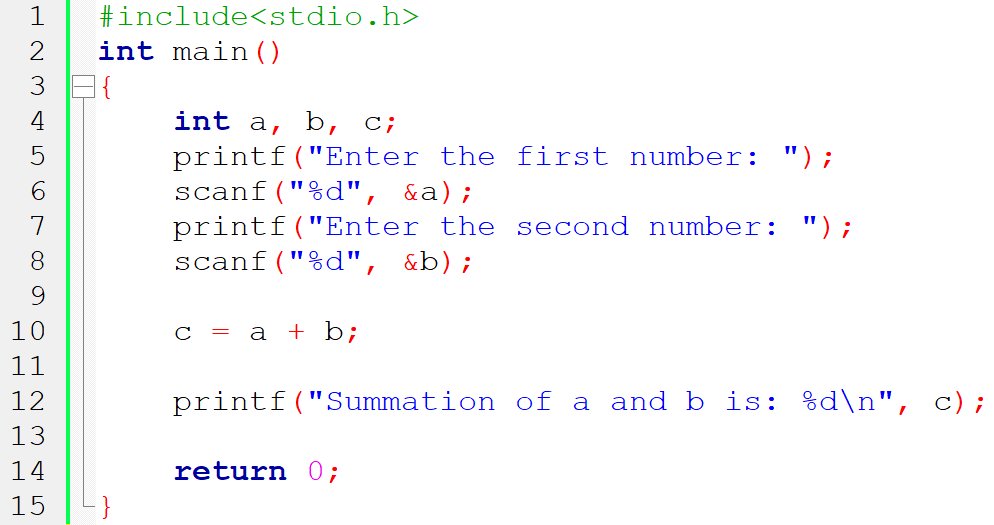 1 #include<stdio.h>
2 int main()
3 {
4 int a, b, c;
5 printf("Enter the first number: ");
6 scanf("%d", &a);
7 printf("Enter the second number: ");
8 scanf("%d", &b);
9
10 c = a + b;
11
12 printf("Summation of a and b is: %d\n", c);
13
14 return 0;
15 }